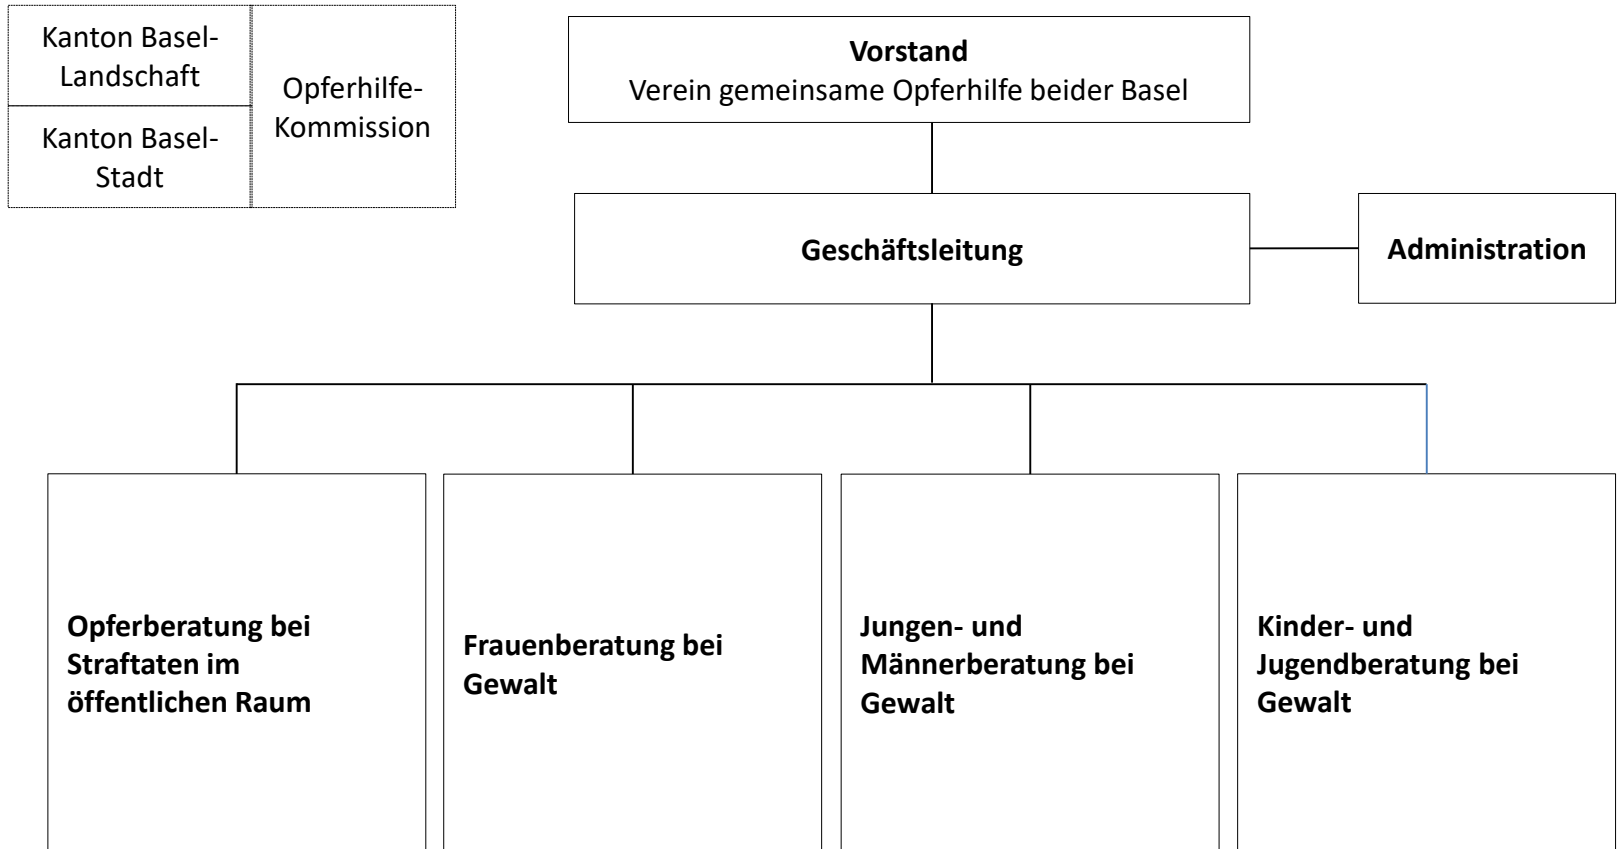 Kanton Basel-
Landschaft
Kanton Basel-
Stadt
Opferhilfe-
Kommission
Vorstand
Verein gemeinsame Opferhilfe beider Basel
Geschäftsleitung
Administration
Opferberatung bei
Straftaten im
öffentlichen Raum
Frauenberatung bei
Gewalt
Jungen- und
Männerberatung bei
Gewalt
Kinder- und
Jugendberatung bei
Gewalt